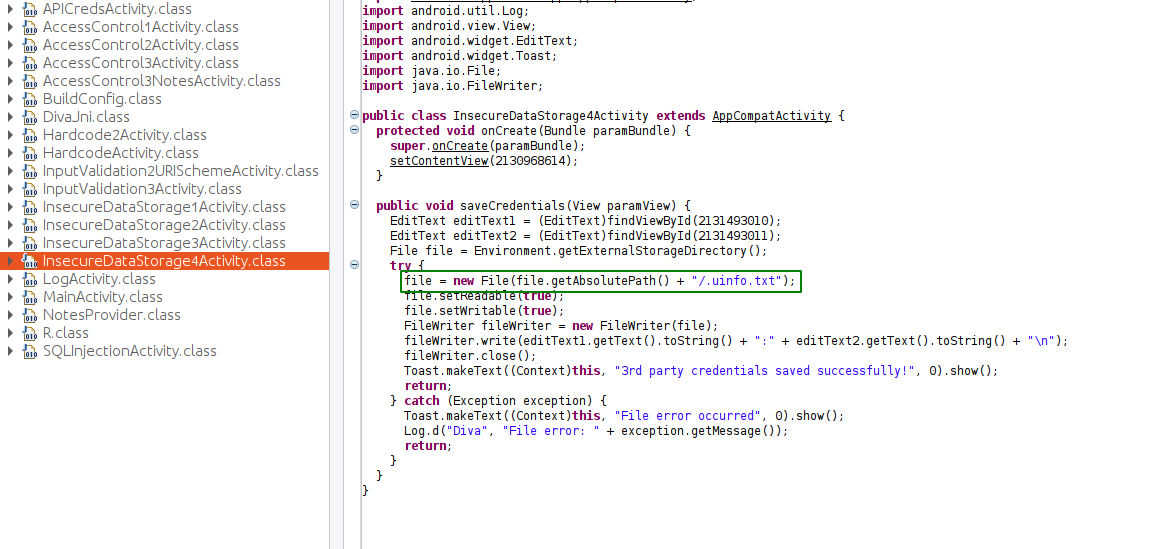 APICredsActivity.class
AccessControl1Activity.class
AccessControl2Activity.class
AccessControl3Activity.class
AccessControl3NotesActivity.class
BuildConfig.class
DivaJni.class
Hardcode2Activity.class
HardcodeActivity.class
InputValidation2URISchemeActivity.class
InputValidation3Activity.class
InsecureDataStorage1Activity.class
InsecureDataStorage2Activity.class
InsecureDataStorage3Activity.class
InsecureDataStorage4Activity.class
LogActivity.class
MainActivity.class
NotesProvider.class
R.class
SQLInjectionActivity.class
import android.util.Log;
import android.view.View;
import android.widget.EditText;
import android.widget.Toast;
import java.io.File;
import java.io.FileWriter;
public class InsecureDataStorage4Activity extends AppCompatActivity {
protected void onCreate(Bundle paramBundle) {
super.onCreate(paramBundle);
setContentView(2130968614);
}
public void saveCredentials(View paramView) {
EditText editText1 = (EditText)findViewById(2131493010);
EditText editText2 = (EditText)findViewById(2131493011);
File file = Environment.getExternalStorageDirectory();
try {
file = new File(file.getAbsolutePath() + "/.uinfo.txt");
file.setReadable(true);
file.setWritable(true);
FileWriter fileWriter = new FileWriter(file);
fileWriter.write(editText1.getText().toString() + ":" + editText2.getText().toString() + "\n");
fileWriter.close();
Toast.makeText((Context)this, "3rd party credentials saved successfully!", 0).show();
return;
} catch (Exception exception) {
Toast.makeText((Context)this, "File error occurred", 0).show();
Log.d("Diva", "File error: " + exception.getMessage());
return;
}
}
}